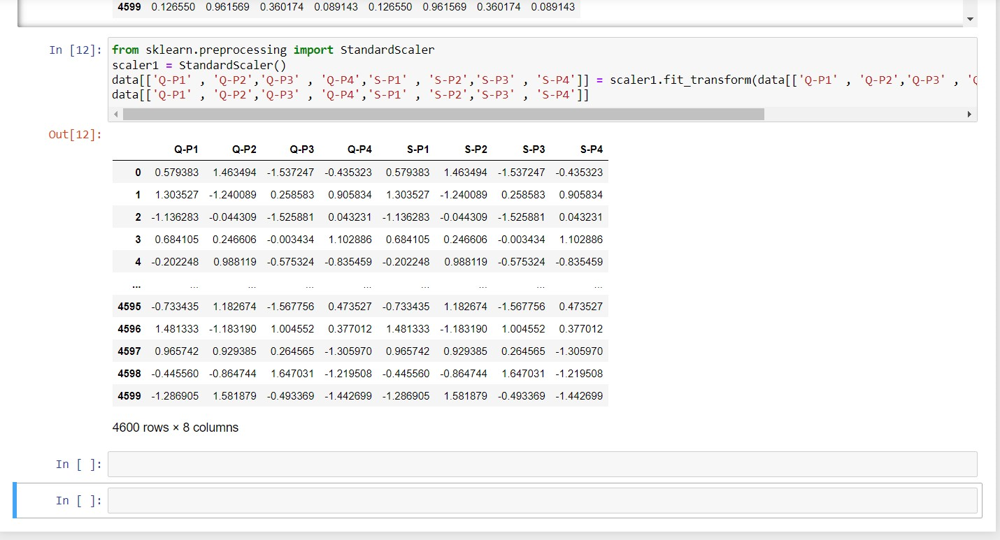 4599 0.126550 0.961569 0.360174 0.089143 0.126550 0.961569 0.360174 0.089143
In [12]: from sklearn.preprocessing import StandardScaler
scaler1 = StandardScaler()
data[['Q-P1' , 'Q-P2','Q-P3' , 'Q-P4','S-P1' , 'S-P2','S-P3' , 'S-P4']] = scaler1.fit_transform(data[['Q-P1' , 'Q-P2','Q-P3' , 'Q
data[['Q-P1' , 'Q-P2','Q-P3' , 'Q-P4','S-P1' , 'S-P2','S-P3' , 'S-P4']]
Out[12]:
Q-P1 Q-P2 Q-P3 Q-P4 S-P1 S-P2 S-P3 S-P4
0 0.579383 1.463494 -1.537247 -0.435323 0.579383 1.463494 -1.537247 -0.435323
1 1.303527 -1.240089 0.258583 0.905834 1.303527 -1.240089 0.258583 0.905834
2 -1.136283 -0.044309 -1.525881 0.043231 -1.136283 -0.044309 -1.525881 0.043231
3 0.684105 0.246606 -0.003434 1.102886 0.684105 0.246606 -0.003434 1.102886
4 -0.202248 0.988119 -0.575324 -0.835459 -0.202248 0.988119 -0.575324 -0.835459
... ... ... ... ... ... ... ... ...
4595 -0.733435 1.182674 -1.567756 0.473527 -0.733435 1.182674 -1.567756 0.473527
4596 1.481333 -1.183190 1.004552 0.377012 1.481333 -1.183190 1.004552 0.377012
4597 0.965742 0.929385 0.264565 -1.305970 0.965742 0.929385 0.264565 -1.305970
4598 -0.445560 -0.864744 1.647031 -1.219508 -0.445560 -0.864744 1.647031 -1.219508
4599 -1.286905 1.581879 -0.493369 -1.442699 -1.286905 1.581879 -0.493369 -1.442699
4600 rows × 8 columns
In [ ]:
In [ ]: